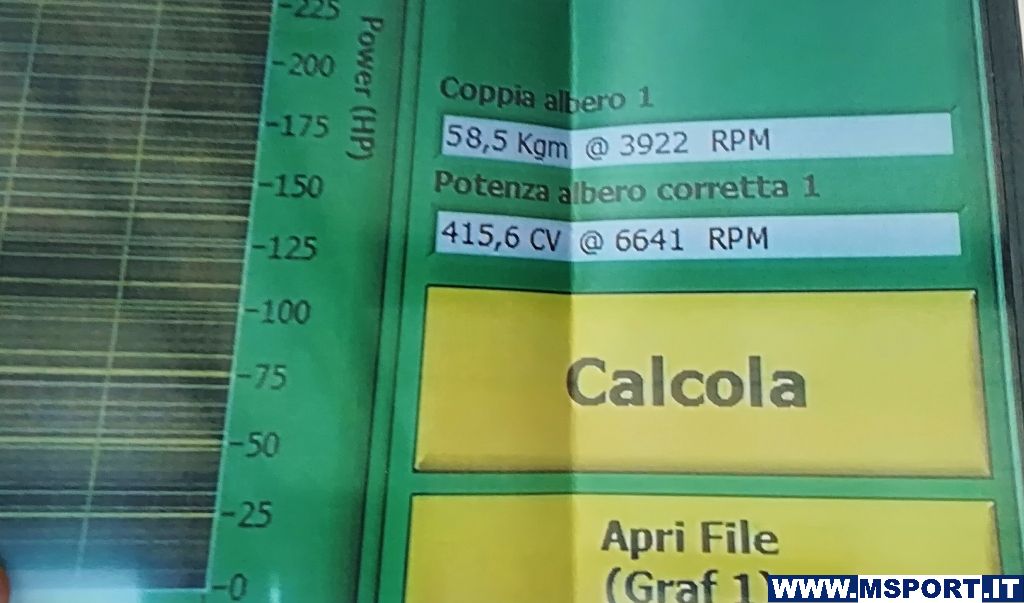 225
200
175
150
125
100
75
50
25
0
Power (HP)
Coppia albero 1
58,5 Kgm @ 3922 RPM
Potenza albero corretta 1
415,6 CV @ 6641 RPM
Calcola
Apri File
(Graf 1)
WWW.MSPORT.IT